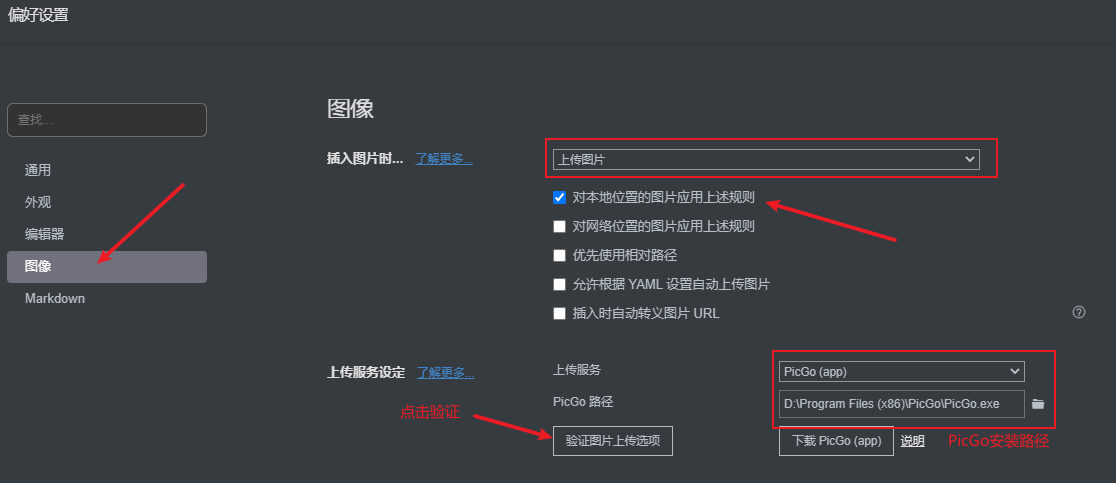 偏好设置
查找...
通用
外观
编辑器
图像
Markdown
图像
插入图片时... 了解更多...
上传图片
对本地位置的图片应用上述规则
对网络位置的图片应用上述规则
优先使用相对路径
允许根据 YAML 设置自动上传图片
插入时自动转义图片 URL
上传服务设定 了解更多...
上传服务 PicGo (app)
PicGo 路径 D:\Program Files (x86)\PicGo\PicGo.exe
点击验证
验证图片上传选项 下载 PicGo (app) 说明 PicGo安装路径